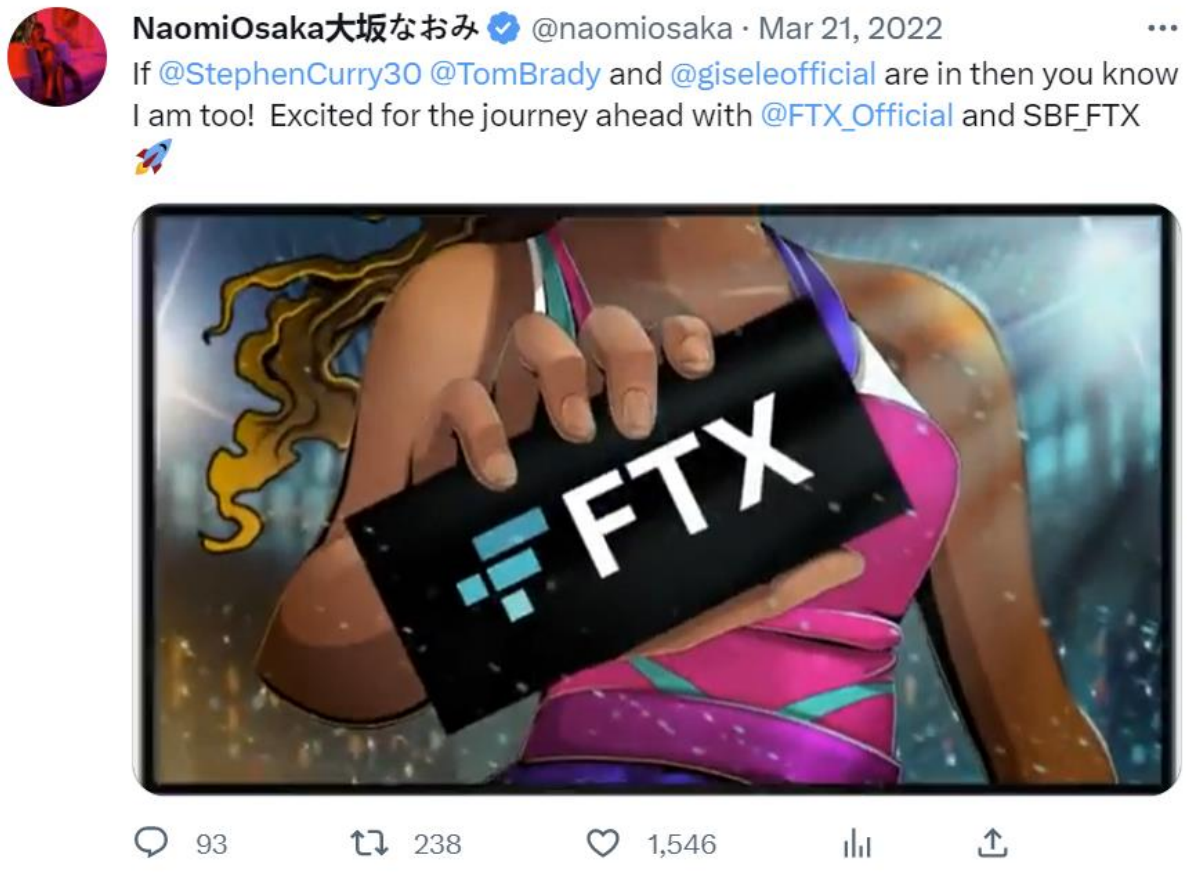 NaomiOsaka大坂なおみ @naomiosaka · Mar 21, 2022
If @StephenCurry30 @TomBrady and @giseleofficial are in then you know
I am too!  Excited for the journey ahead with @FTX_Official and SBF_FTX
🚀
FTX
93 238 1,546